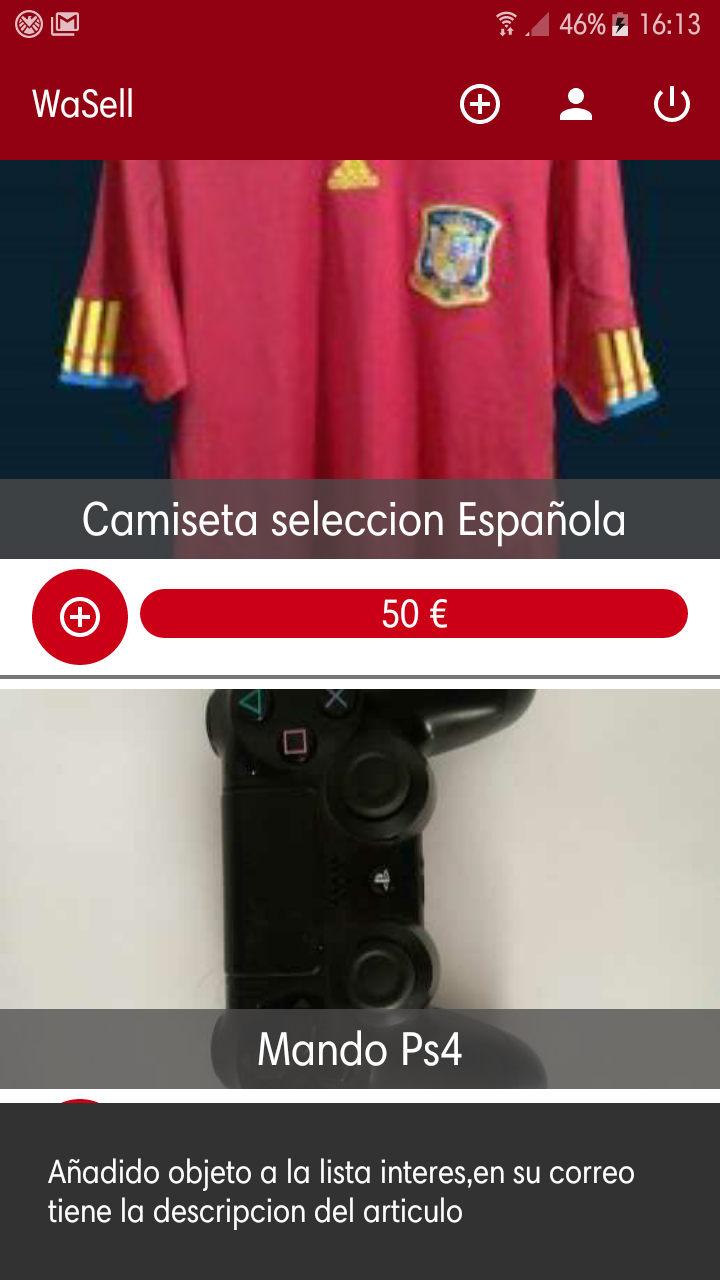 46% 16:13
WaSell
Camiseta seleccion Española
50 €
Mando Ps4
Añadido objeto a la lista interes,en su correo
tiene la descripcion del articulo